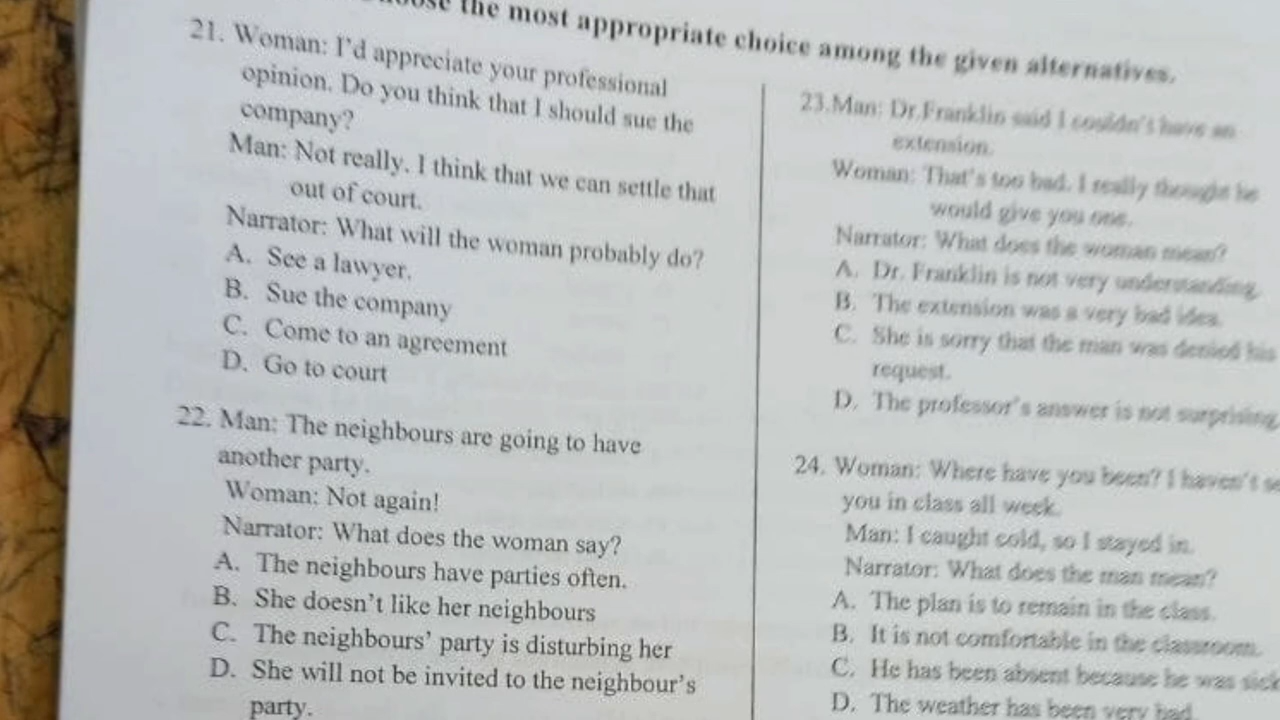 the most appropriate choice among the given alternatives.
21. Woman: I'd appreciate your professional
opinion. Do you think that I should sue the
company?
Man: Not really. I think that we can settle that
out of court.
Narrator: What will the woman probably do?
A. See a lawyer.
B. Sue the company
C. Come to an agreement
D. Go to court
22. Man: The neighbours are going to have
another party.
Woman: Not again!
Narrator: What does the woman say?
A. The neighbours have parties often.
B. She doesn't like her neighbours
C. The neighbours' party is disturbing her
D. She will not be invited to the neighbour's
party.
23.Man: Dr.Franklin said I couldn't have an
extension.
Woman: That's too bad. I really thought he
would give you one.
Narrator: What does the woman mean?
A. Dr. Franklin is not very understanding.
B. The extension was a very bad idea.
C. She is sorry that the man was denied his
request.
D. The professor's answer is not surprising.
24. Woman: Where have you been? I haven't
you in class all week.
Man: I caught cold, so I stayed in.
Narrator: What does the man mean?
A. The plan is to remain in the class.
B. It is not comfortable in the classroom.
C. He has been absent because he was sick
D. The weather has been very bad